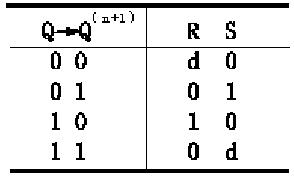 Q→Q^(n+1) R S
0 0 d 0
0 1 0 1
1 0 1 0
1 1 0 d